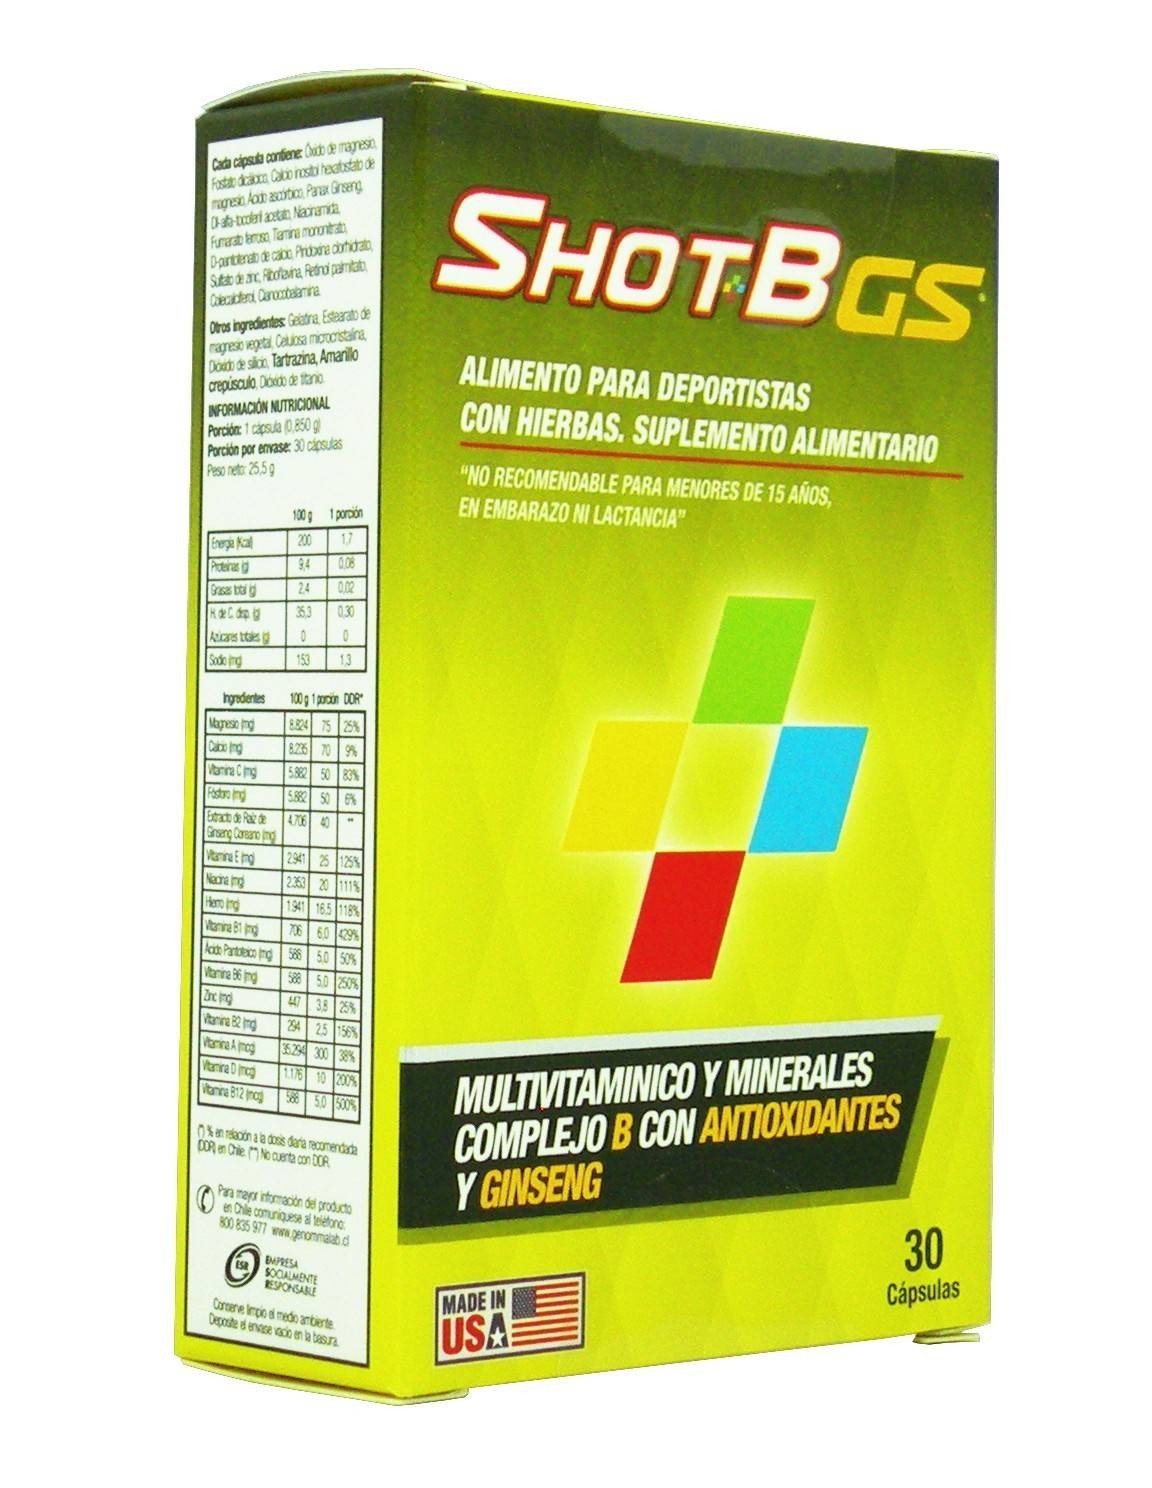 Cada cápsula contiene: Óxido de magnesio,
Fosfato dicálcico, Calcio inositol hexafosfato de
magnesio, Ácido ascórbico, Panax Ginseng,
Dl-alfa-tocoferil acetato, Niacinamida,
Fumarato ferroso, Tiamina mononitrato,
D-pantotenato de calcio, Piridoxina clorhidrato,
Sulfato de zinc, Riboflavina, Retinol palmitato,
Colecalciferol, Cianocobalamina.
Otros ingredientes: Gelatina, Estearato de
magnesio vegetal, Celulosa microcristalina,
Dióxido de silicio, Tartrazina, Amarillo
crepúsculo, Dióxido de titanio.
INFORMACIÓN NUTRICIONAL
Porción: 1 cápsula (0,850 g)
Porción por envase: 30 cápsulas
Peso neto: 25,5 g
100 g 1 porción
Energía (Kcal) 200 1,7
Proteínas (g) 9,4 0,08
Grasas total (g) 2,4 0,02
H. de C. disp. (g) 35,3 0,30
Azúcares totales (g) 0 0
Sodio (mg) 153 1,3
Ingredientes 100 g 1 porción DDR*
Magnesio (mg) 8.824 75 25%
Calcio (mg) 8.235 70 9%
Vitamina C (mg) 5.882 50 83%
Fósforo (mg) 5.882 50 6%
Extracto de Raíz de
Ginseng Coreano (mg) 4.706 40 **
Vitamina E (mg) 2.941 25 125%
Niacina (mg) 2.353 20 111%
Hierro (mg) 1.941 16,5 118%
Vitamina B1 (mg) 706 6,0 429%
Ácido Pantoteico (mg) 588 5,0 50%
Vitamina B6 (mg) 588 5,0 250%
Zinc (mg) 447 3,8 25%
Vitamina B2 (mg) 294 2,5 156%
Vitamina A (mcg) 35.294 300 38%
Vitamina D (mcg) 1.176 10 200%
Vitamina B12 (mcg) 588 5,0 500%
(*) % en relación a la dosis diaria recomendada
(DDR) en Chile. (**) No cuenta con DDR.
Para mayor información del producto
en Chile comuníquese al teléfono:
800 835 977 www.genommalab.cl
ESR
EMPRESA
SOCIALMENTE
RESPONSABLE
Conserve limpio el medio ambiente.
Deposite el envase vacío en la basura.
SHOT B GS
ALIMENTO PARA DEPORTISTAS
CON HIERBAS. SUPLEMENTO ALIMENTARIO
"NO RECOMENDABLE PARA MENORES DE 15 AÑOS,
EN EMBARAZO NI LACTANCIA"
MULTIVITAMINICO Y MINERALES
COMPLEJO B CON ANTIOXIDANTES
Y GINSENG
30
Cápsulas
MADE IN
USA